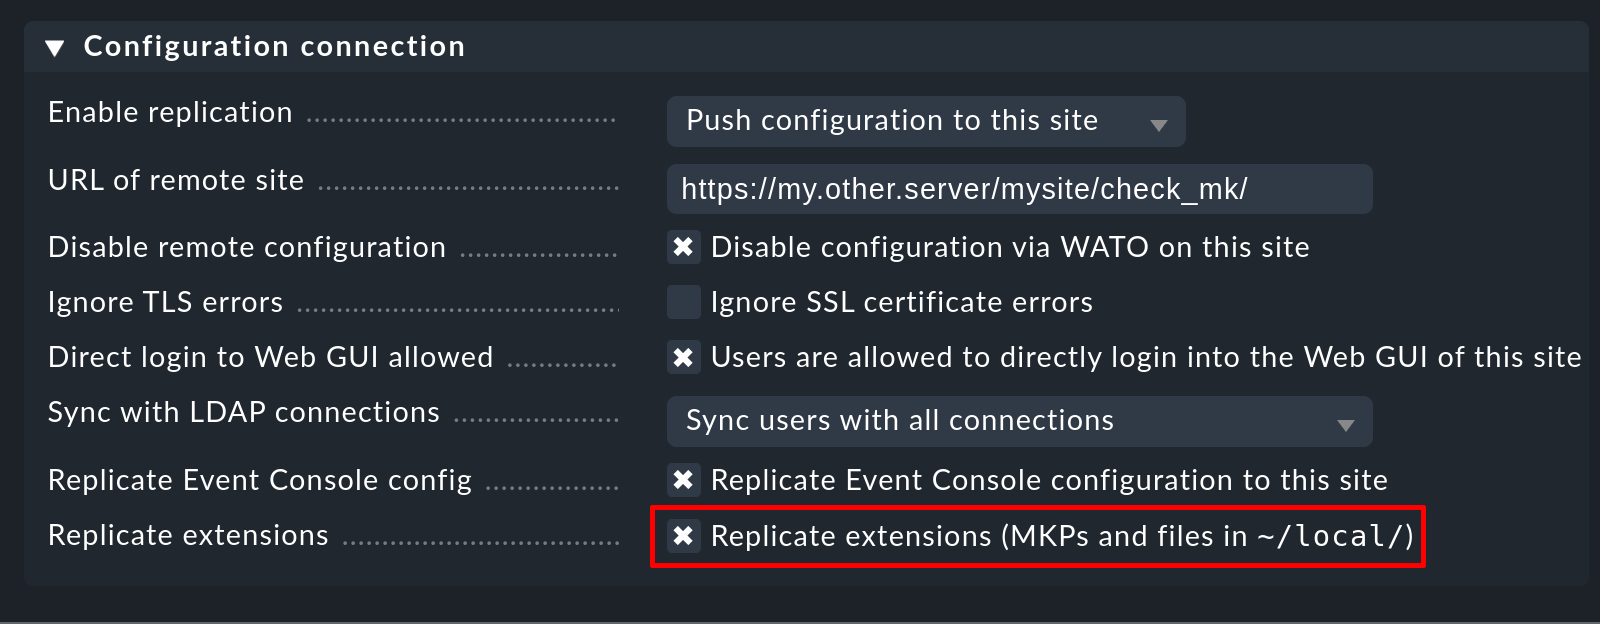 Configuration connection
Enable replication Push configuration to this site
URL of remote site https://my.other.server/mysite/check_mk/
Disable remote configuration Disable configuration via WATO on this site
Ignore TLS errors Ignore SSL certificate errors
Direct login to Web GUI allowed Users are allowed to directly login into the Web GUI of this site
Sync with LDAP connections Sync users with all connections
Replicate Event Console config Replicate Event Console configuration to this site
Replicate extensions Replicate extensions (MKPs and files in ~/local/)